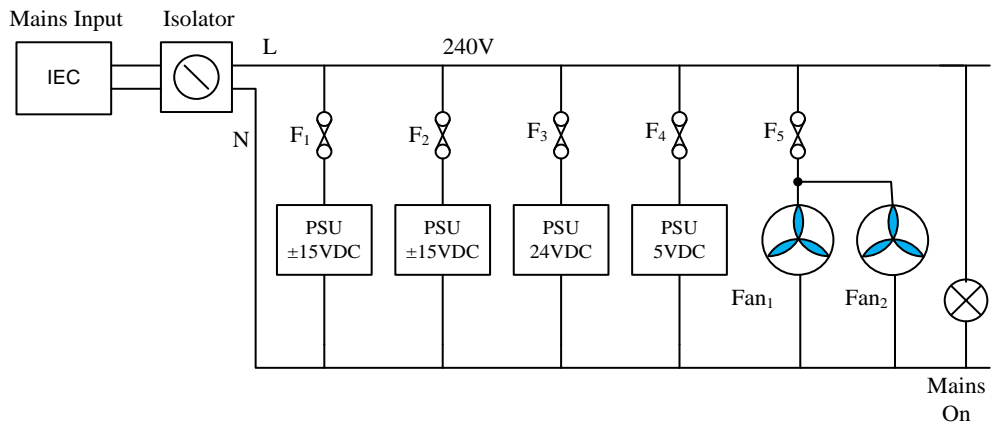 Mains Input
Isolator
IEC
L
240V
N
F₁
F₂
F₃
F₄
F₅
PSU
±15VDC
PSU
±15VDC
PSU
24VDC
PSU
5VDC
Fan₁
Fan₂
Mains
On